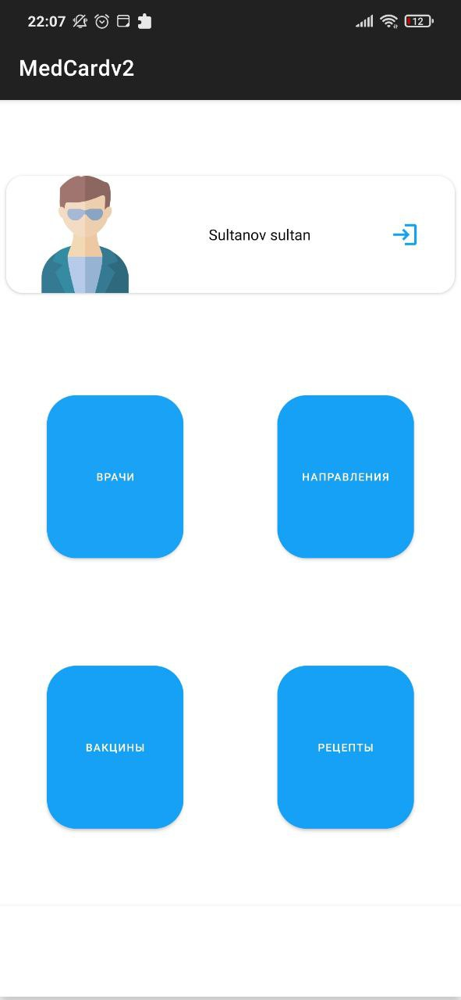 22:07
12
MedCardv2
Sultanov sultan
ВРАЧИ
НАПРАВЛЕНИЯ
ВАКЦИНЫ
РЕЦЕПТЫ